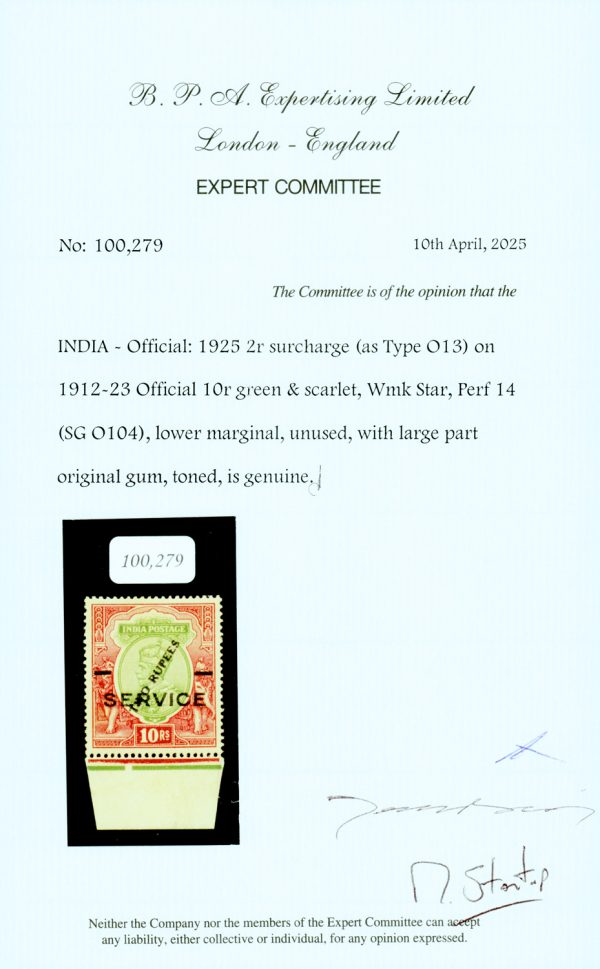 B. P. A. Expertising Limited
London - England
EXPERT COMMITTEE
No: 100,279
10th April, 2025
The Committee is of the opinion that the
INDIA - Official: 1925 2r surcharge (as Type O13) on
1912-23 Official 10r green & scarlet, Wmk Star, Perf 14
(SG O104), lower marginal, unused, with large part
original gum, toned, is genuine.
100,279
INDIA POSTAGE
TWO RUPEES
SERVICE
10 RS
Neither the Company nor the members of the Expert Committee can accept
any liability, either collective or individual, for any opinion expressed.